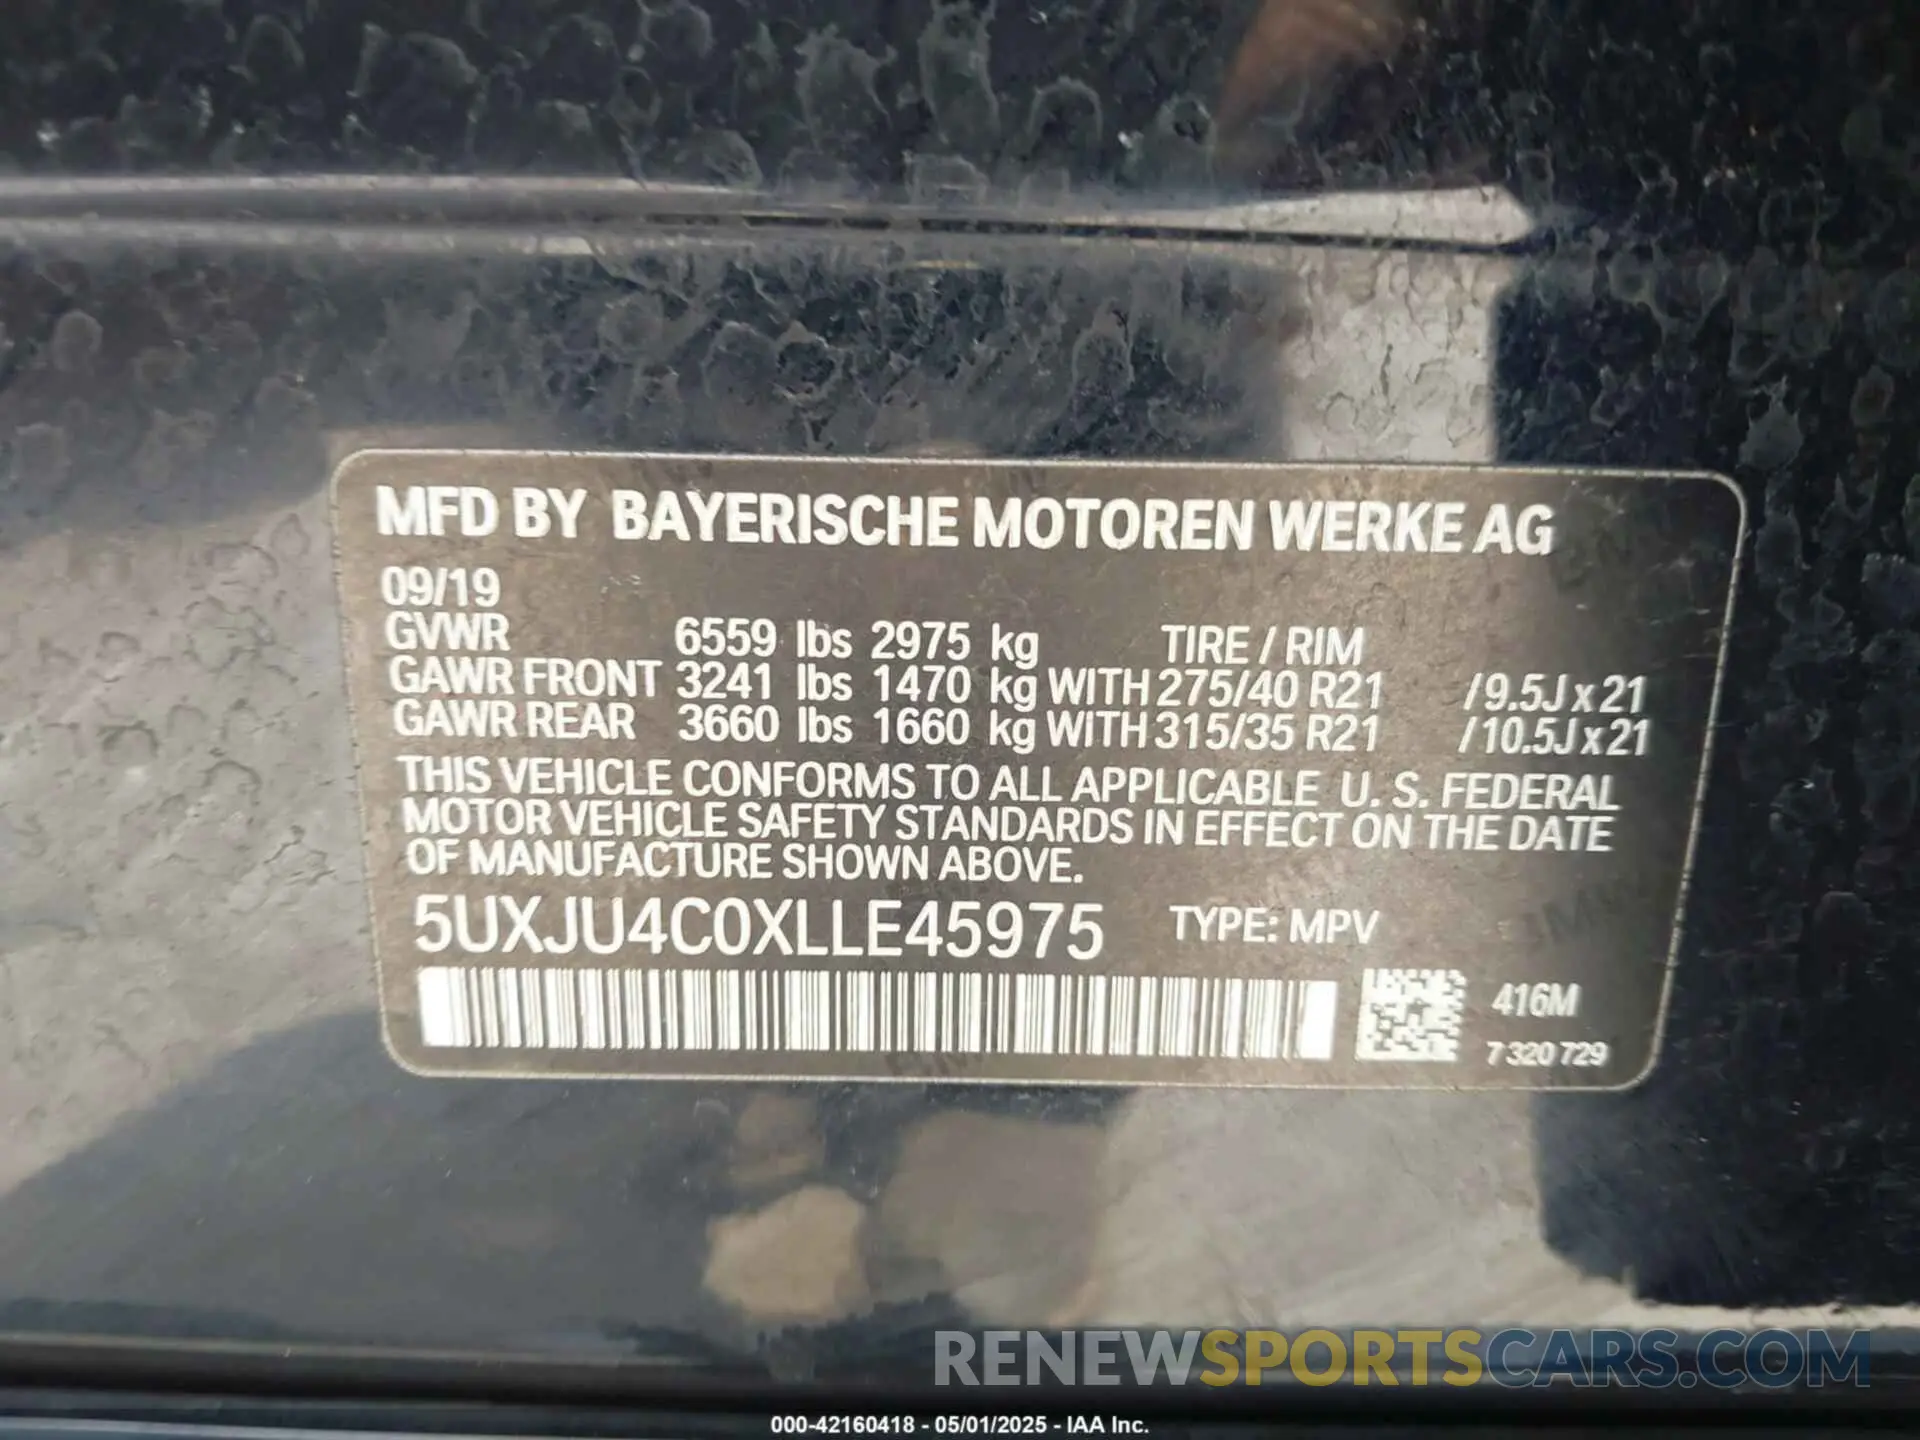 MFD BY BAYERISCHE MOTOREN WERKE AG
09/19
GVWR 6559 lbs 2975 kg TIRE / RIM
GAWR FRONT 3241 lbs 1470 kg WITH 275/40 R21 /9.5J x 21
GAWR REAR 3660 lbs 1660 kg WITH 315/35 R21 /10.5J x 21
THIS VEHICLE CONFORMS TO ALL APPLICABLE U. S. FEDERAL
MOTOR VEHICLE SAFETY STANDARDS IN EFFECT ON THE DATE
OF MANUFACTURE SHOWN ABOVE.
5UXJU4C0XLLE45975 TYPE: MPV
416M
7 320 729
RENEWSPORTSCARS.COM
000-42160418 - 05/01/2025 - IAA Inc.